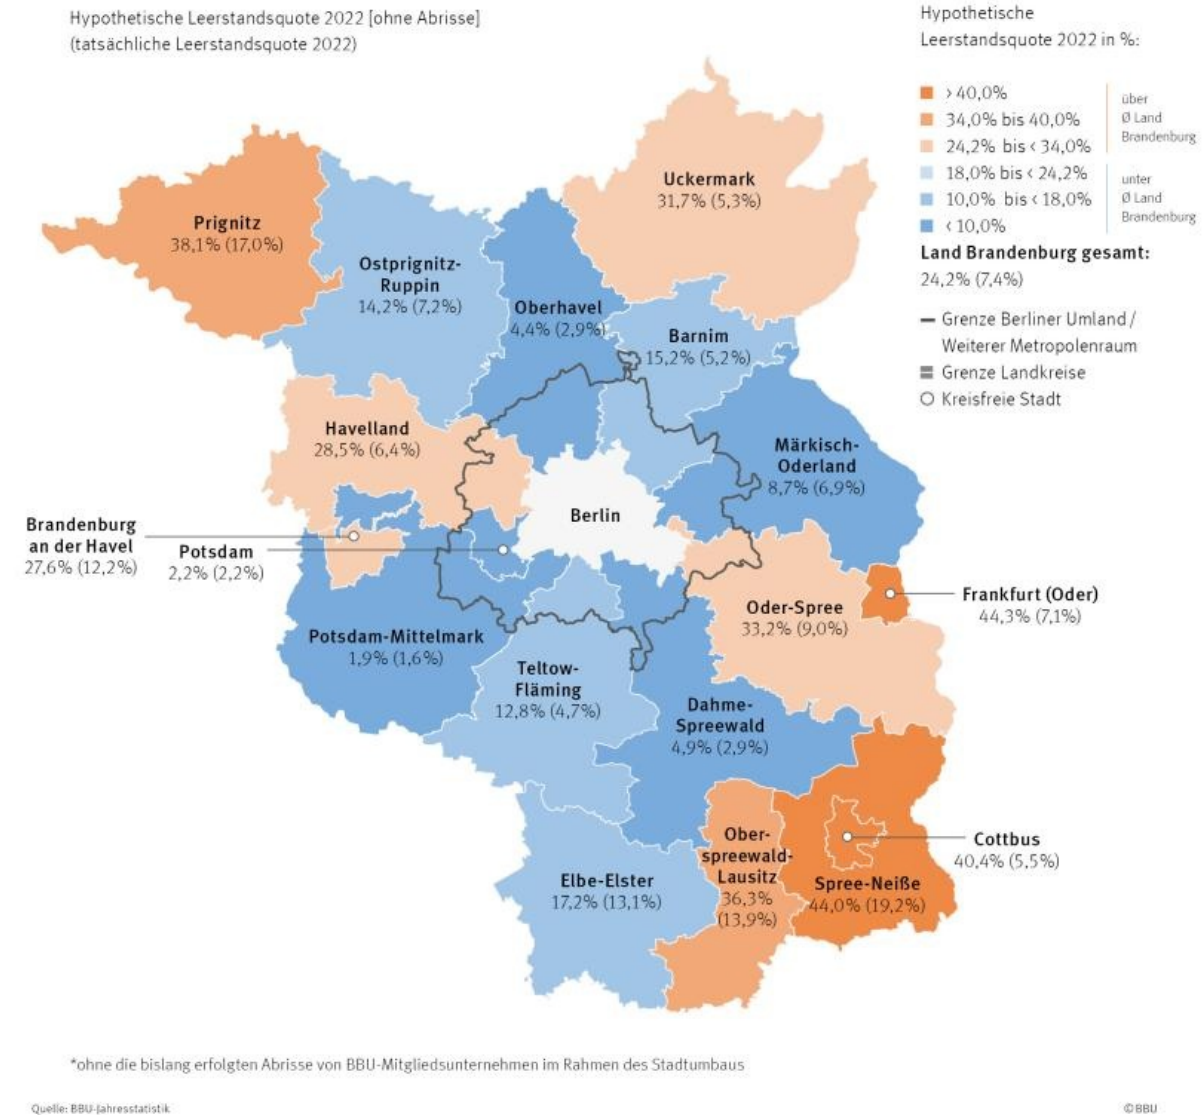 Hypothetische Leerstandsquote 2022 [ohne Abrisse]
(tatsächliche Leerstandsquote 2022)
Hypothetische
Leerstandsquote 2022 in %:
> 40,0%
34,0% bis 40,0%
24,2% bis < 34,0%
über
Ø Land
Brandenburg
18,0% bis < 24,2%
10,0% bis < 18,0%
< 10,0%
unter
Ø Land
Brandenburg
Land Brandenburg gesamt:
24,2% (7,4%)
Grenze Berliner Umland /
Weiterer Metropolenraum
Grenze Landkreise
Kreisfreie Stadt
Uckermark
31,7% (5,3%)
Prignitz
38,1% (17,0%)
Ostprignitz-
Ruppin
14,2% (7,2%)
Oberhavel
4,4% (2,9%)
Barnim
15,2% (5,2%)
Havelland
28,5% (6,4%)
Märkisch-
Oderland
8,7% (6,9%)
Berlin
Brandenburg
an der Havel
27,6% (12,2%)
Potsdam
2,2% (2,2%)
Frankfurt (Oder)
44,3% (7,1%)
Oder-Spree
33,2% (9,0%)
Potsdam-Mittelmark
1,9% (1,6%)
Teltow-
Fläming
12,8% (4,7%)
Dahme-
Spreewald
4,9% (2,9%)
Cottbus
40,4% (5,5%)
Ober-
spreewald-
Lausitz
36,3%
(13,9%)
Spree-Neiße
44,0% (19,2%)
Elbe-Elster
17,2% (13,1%)
*ohne die bislang erfolgten Abrisse von BBU-Mitgliedsunternehmen im Rahmen des Stadtumbaus
Quelle: BBU-Jahresstatistik
© BBU